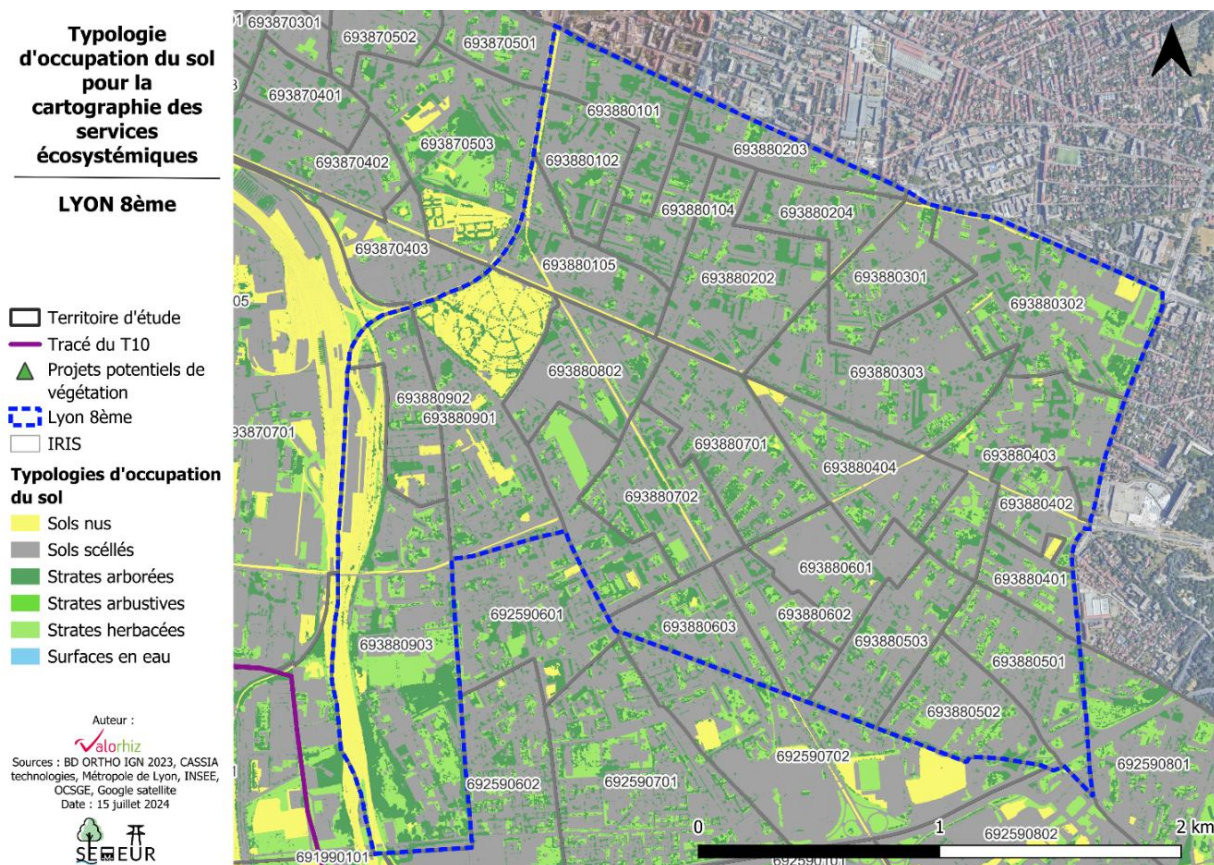 Typologie
d'occupation du sol
pour la
cartographie des
services
écosystémiques
LYON 8ème
Territoire d'étude
Tracé du T10
Projets potentiels de
végétation
Lyon 8ème
IRIS
Typologies d'occupation
du sol
Sols nus
Sols scéllés
Strates arborées
Strates arbustives
Strates herbacées
Surfaces en eau
Auteur :
Valorhiz
Sources : BD ORTHO IGN 2023, CASSIA
technologies, Métropole de Lyon, INSEE,
OCSGE, Google satellite
Date : 15 juillet 2024
693870301
693870502
693870501
693870401
693880101
693870503
693880203
693870402
693880102
693880104
693880204
693870403
693880105
693880202
693880301
693880302
05
693880802
693880303
693880902
693880901
693870701
693880701
693880404
693880403
693880702
693880402
693880601
693880401
692590601
693880602
693880903
693880603
693880503
693880501
693880502
692590702
692590801
692590602
692590701
692590802
691990101
692590101
0
1
2 km